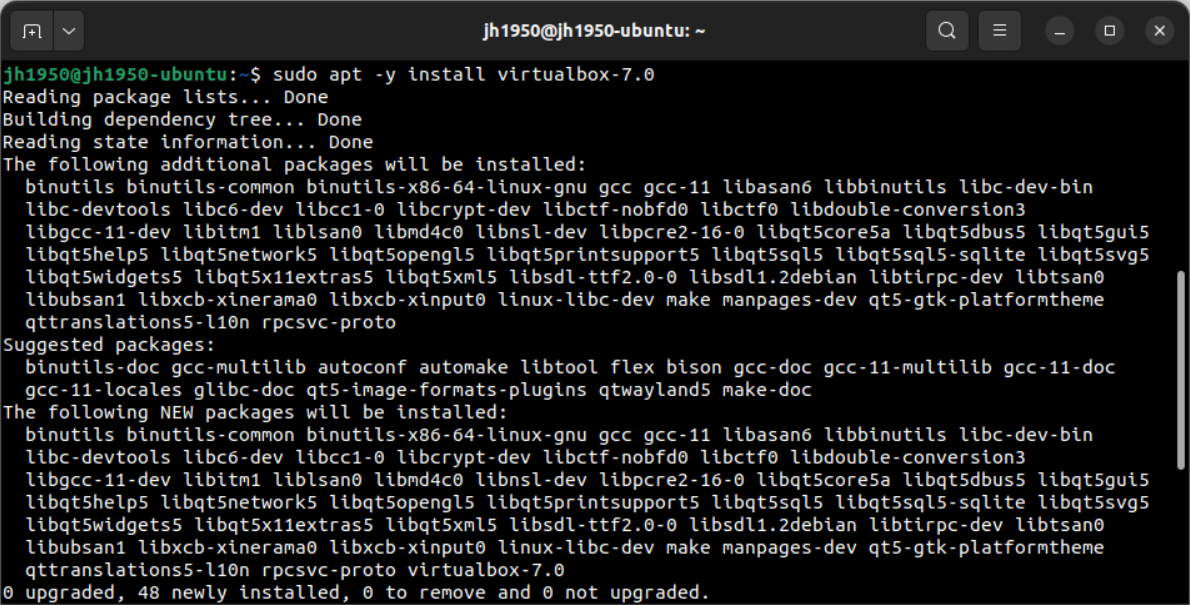 jh1950@jh1950-ubuntu: ~
jh1950@jh1950-ubuntu:~$ sudo apt -y install virtualbox-7.0
Reading package lists... Done
Building dependency tree... Done
Reading state information... Done
The following additional packages will be installed:
  binutils binutils-common binutils-x86-64-linux-gnu gcc gcc-11 libasan6 libbinutils libc-dev-bin
  libc-devtools libc6-dev libcc1-0 libcrypt-dev libctf-nobfd0 libctf0 libdouble-conversion3
  libgcc-11-dev libitm1 liblsan0 libmd4c0 libnsl-dev libpcre2-16-0 libqt5core5a libqt5dbus5 libqt5gui5
  libqt5help5 libqt5network5 libqt5opengl5 libqt5printsupport5 libqt5sql5 libqt5sql5-sqlite libqt5svg5
  libqt5widgets5 libqt5x11extras5 libqt5xml5 libsdl-ttf2.0-0 libsdl1.2debian libtirpc-dev libtsan0
  libubsan1 libxcb-xinerama0 libxcb-xinput0 linux-libc-dev make manpages-dev qt5-gtk-platformtheme
  qttranslations5-l10n rpcsvc-proto
Suggested packages:
  binutils-doc gcc-multilib autoconf automake libtool flex bison gcc-doc gcc-11-multilib gcc-11-doc
  gcc-11-locales glibc-doc qt5-image-formats-plugins qtwayland5 make-doc
The following NEW packages will be installed:
  binutils binutils-common binutils-x86-64-linux-gnu gcc gcc-11 libasan6 libbinutils libc-dev-bin
  libc-devtools libc6-dev libcc1-0 libcrypt-dev libctf-nobfd0 libctf0 libdouble-conversion3
  libgcc-11-dev libitm1 liblsan0 libmd4c0 libnsl-dev libpcre2-16-0 libqt5core5a libqt5dbus5 libqt5gui5
  libqt5help5 libqt5network5 libqt5opengl5 libqt5printsupport5 libqt5sql5 libqt5sql5-sqlite libqt5svg5
  libqt5widgets5 libqt5x11extras5 libqt5xml5 libsdl-ttf2.0-0 libsdl1.2debian libtirpc-dev libtsan0
  libubsan1 libxcb-xinerama0 libxcb-xinput0 linux-libc-dev make manpages-dev qt5-gtk-platformtheme
  qttranslations5-l10n rpcsvc-proto virtualbox-7.0
0 upgraded, 48 newly installed, 0 to remove and 0 not upgraded.